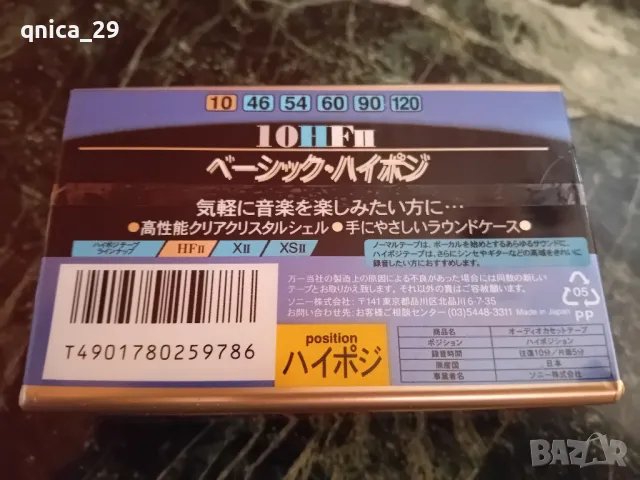 qnica_29
10 46 54 60 90 120
10HFII
ベーシック・ハイポジ
気軽に音楽を楽しみたい方に…
●高性能クリアクリスタルシェル ●手にやさしいラウンドケース●
ハイポジテープ
ラインナップ
HFII XII XSII
ノーマルテープは、ボーカルを始めとするあらゆるサウンドに、
ハイポジテープは、さらにシンセやギターなどの高域をきれいに
録音したい方におすすめします。
万一当社の製造上の原因による不良があった場合には同数の新しい
テープとお取りかえ致します。それ以外の責はご容赦願います。
ソニー株式会社: 〒141 東京都品川区北品川6-7-35
お問い合わせ先: お客様ご相談センター (03)5448-3311 Made in Japan
05
PP
T4901780259786
position
ハイポジ
商品名 オーディオカセットテープ
ポジション ハイポジション
録音時間 往復10分/片面5分
原産国 日本
事業者名 ソニー株式会社
BAZAR